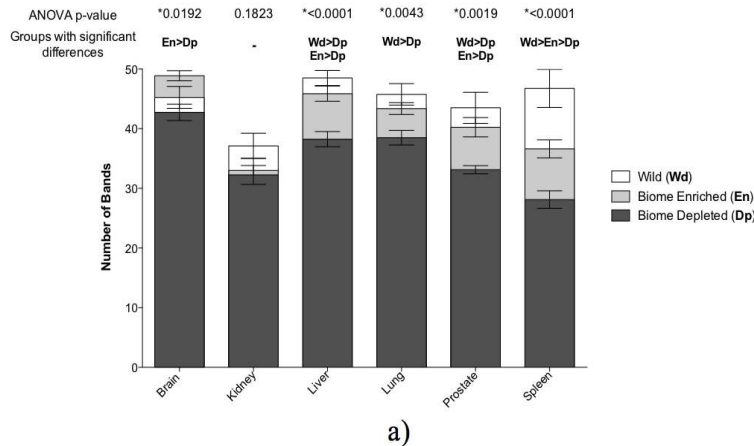 ANOVA p-value *0.0192 0.1823 *<0.0001 *0.0043 *0.0019 *<0.0001
Groups with significant differences En>Dp - Wd>Dp En>Dp Wd>Dp Wd>Dp En>Dp Wd>En>Dp
50
40
30
20
10
0
Number of Bands
Brain Kidney Liver Lung Prostate Spleen
Wild (Wd)
Biome Enriched (En)
Biome Depleted (Dp)
a)